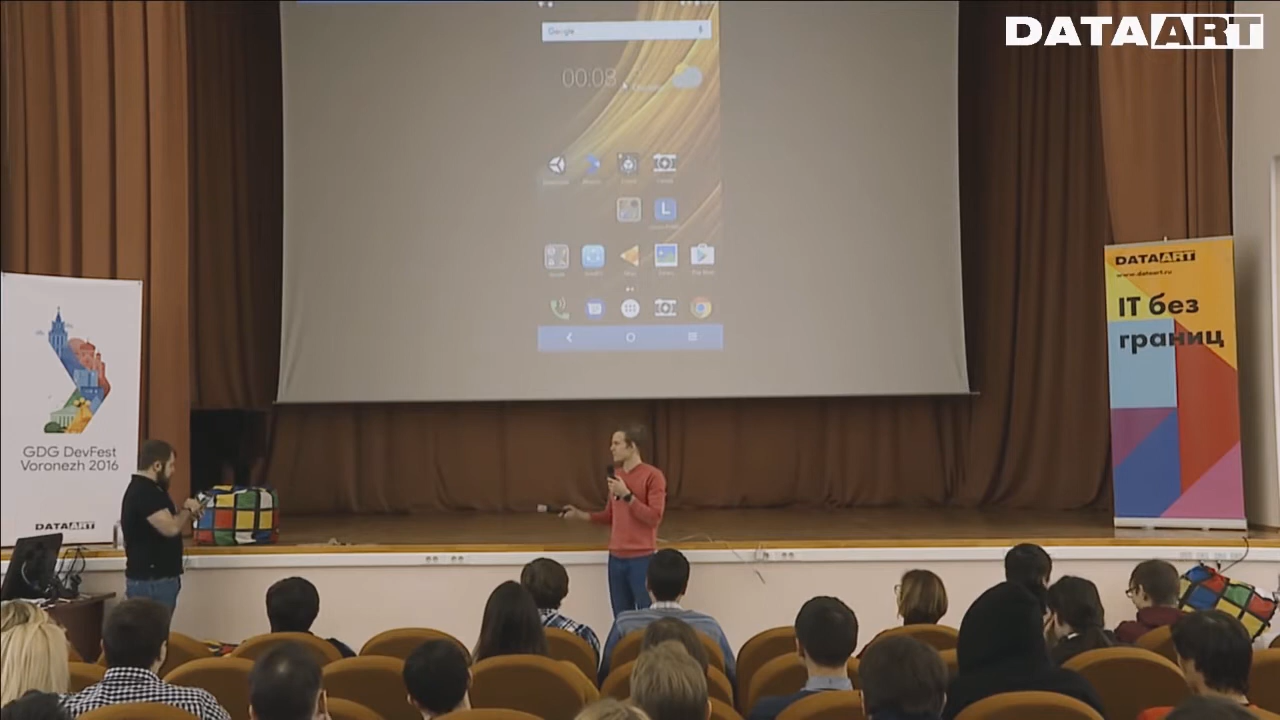 DATAART
Google
00:08
L
DATAART
www.dataart.ru
IT без
границ
GDG DevFest
Voronezh 2016
DATAART